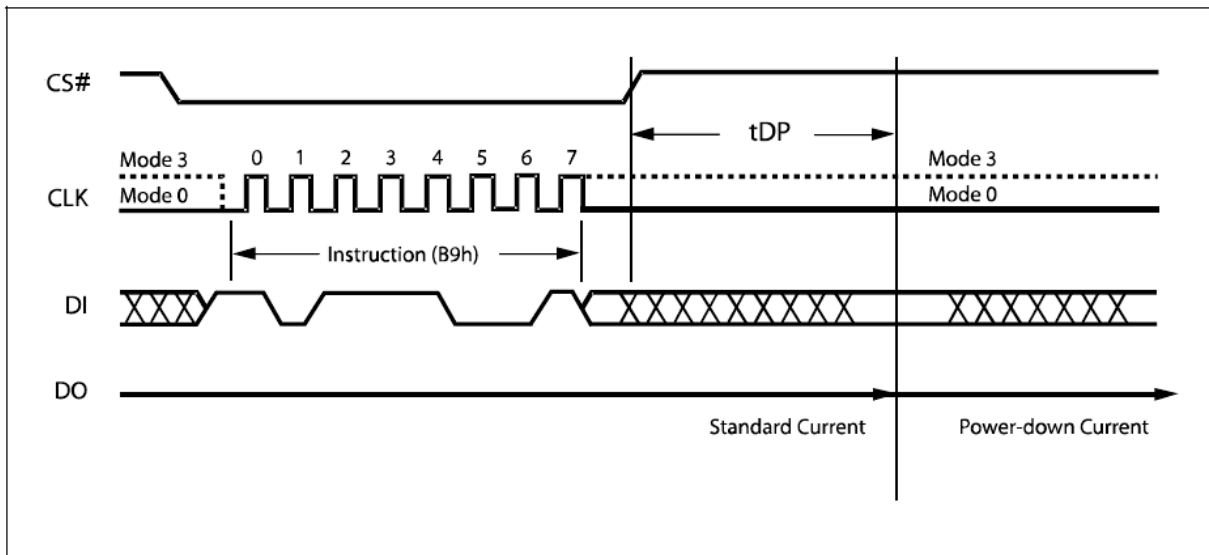 CS#
tDP
Mode 3 0 1 2 3 4 5 6 7 Mode 3
CLK Mode 0 Mode 0
Instruction (B9h)
DI
DO
Standard Current Power-down Current